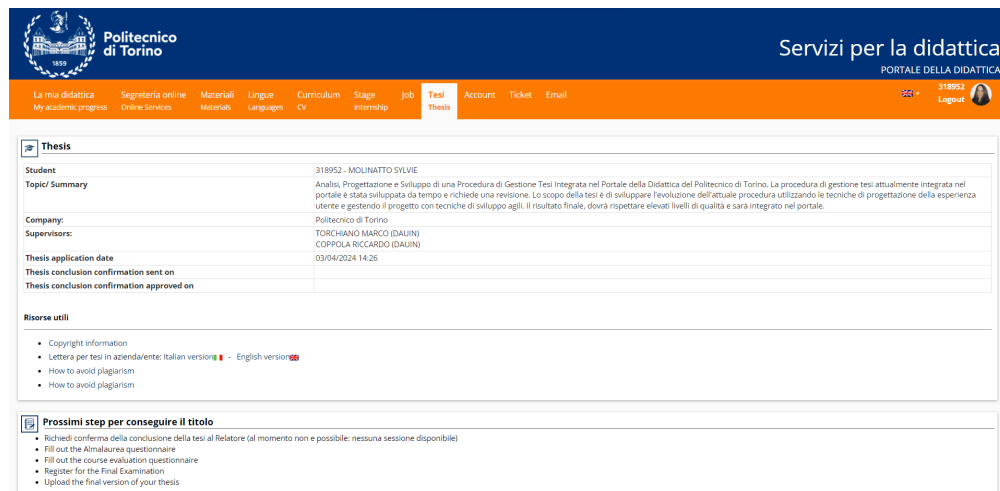 Politecnico
di Torino
1859
Servizi per la didattica
PORTALE DELLA DIDATTICA
La mia didattica
My academic progress
Segreteria online
Online Services
Materiali
Materials
Lingue
Languages
Curriculum
CV
Stage
Internship
Job
Tesi
Thesis
Account
Ticket
Email
318952
Logout
Thesis
Student 318952 - MOLINATTO SYLVIE
Topic/ Summary Analisi, Progettazione e Sviluppo di una Procedura di Gestione Tesi Integrata nel Portale della Didattica del Politecnico di Torino. La procedura di gestione tesi attualmente integrata nel
portale è stata sviluppata da tempo e richiede una revisione. Lo scopo della tesi è di sviluppare l'evoluzione dell'attuale procedura utilizzando le tecniche di progettazione della esperienza
utente e gestendo il progetto con tecniche di sviluppo agili. Il risultato finale, dovrà rispettare elevati livelli di qualità e sarà integrato nel portale.
Company: Politecnico di Torino
Supervisors: TORCHIANO MARCO (DAUIN)
COPPOLA RICCARDO (DAUIN)
Thesis application date 03/04/2024 14:26
Thesis conclusion confirmation sent on
Thesis conclusion confirmation approved on
Risorse utili
• Copyright information
• Lettera per tesi in azienda/ente: Italian version - English version
• How to avoid plagiarism
• How to avoid plagiarism
Prossimi step per conseguire il titolo
• Richiedi conferma della conclusione della tesi al Relatore (al momento non e possibile: nessuna sessione disponibile)
• Fill out the Almalaurea questionnaire
• Fill out the course evaluation questionnaire
• Register for the Final Examination
• Upload the final version of your thesis